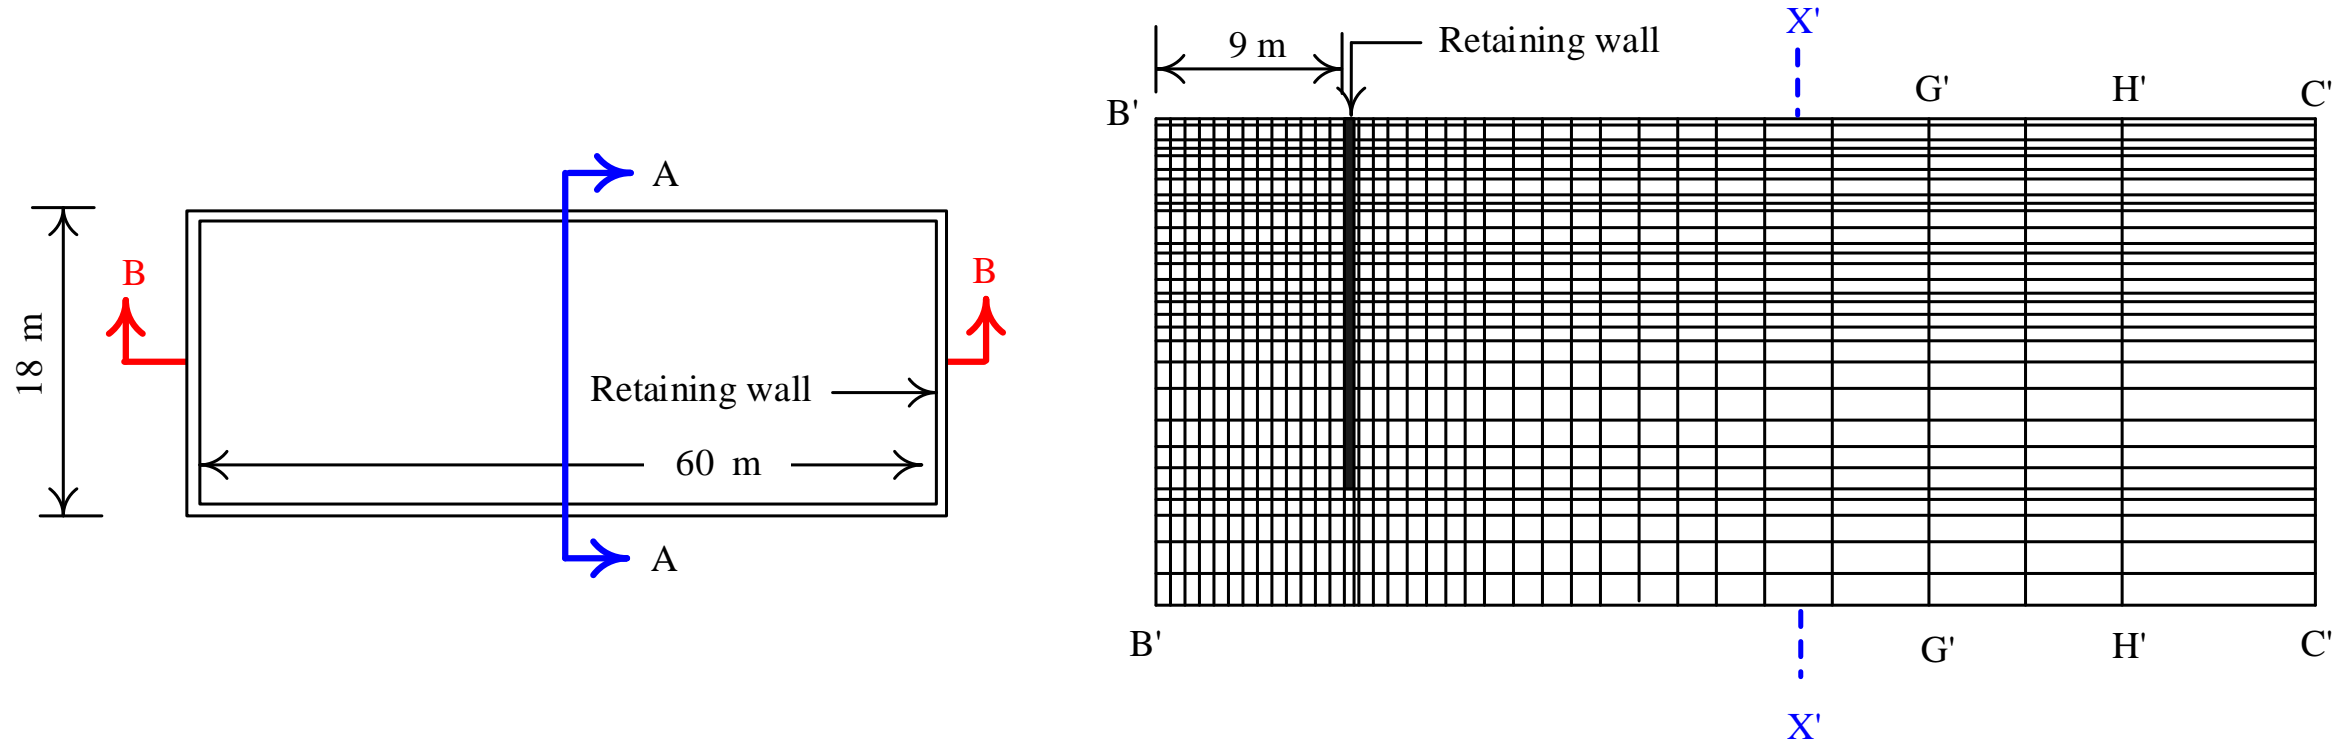 A
B
B
18 m
Retaining wall
60 m
A
X'
9 m
Retaining wall
G'
H'
C'
B'
B'
G'
H'
C'
X'